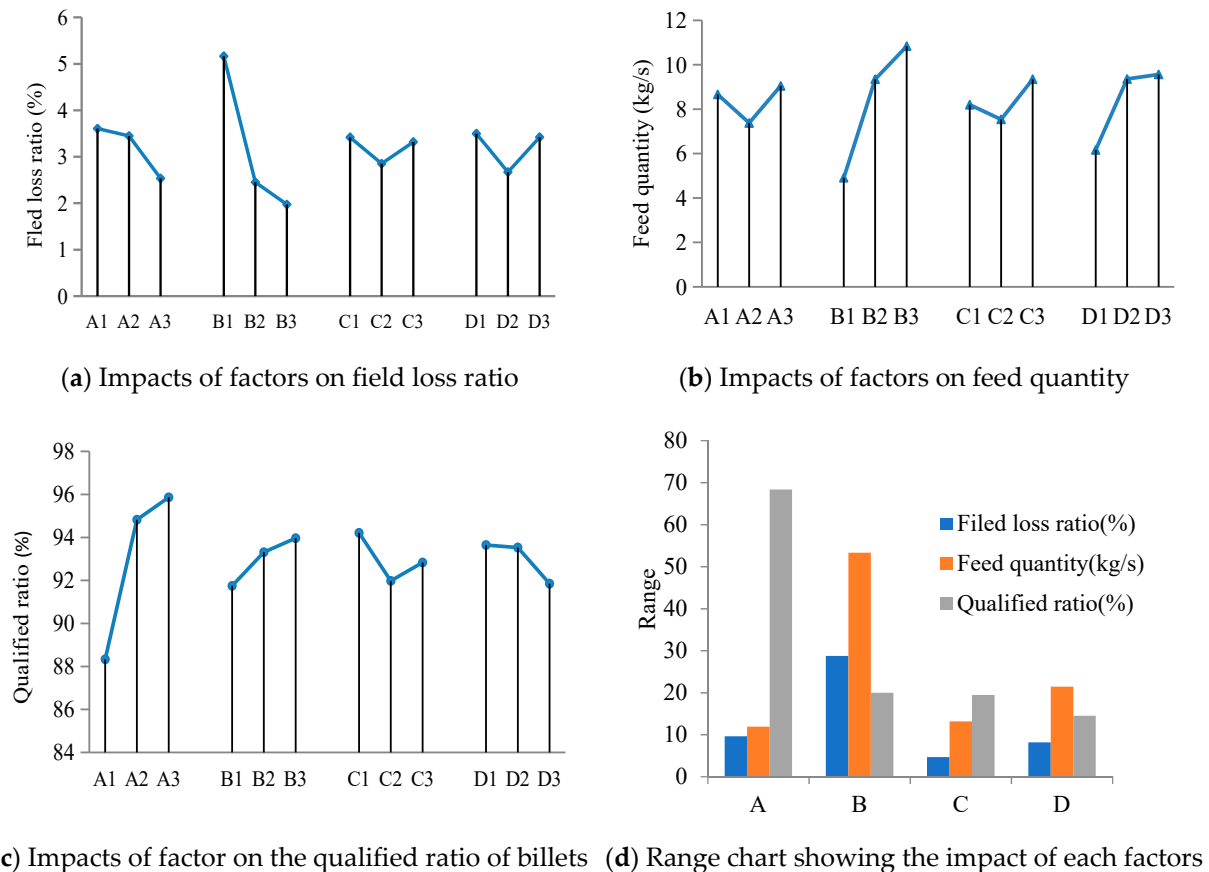 6
5
4
3
2
1
0
Fled loss ratio (%)
A1 A2 A3 B1 B2 B3 C1 C2 C3 D1 D2 D3
(a) Impacts of factors on field loss ratio
12
10
8
6
4
2
0
Feed quantity (kg/s)
A1 A2 A3 B1 B2 B3 C1 C2 C3 D1 D2 D3
(b) Impacts of factors on feed quantity
98
96
94
92
90
88
86
84
Qualified ratio (%)
A1 A2 A3 B1 B2 B3 C1 C2 C3 D1 D2 D3
c) Impacts of factor on the qualified ratio of billets
80
70
60
50
40
30
20
10
0
Range
Filed loss ratio(%)
Feed quantity(kg/s)
Qualified ratio(%)
A B C D
(d) Range chart showing the impact of each factors